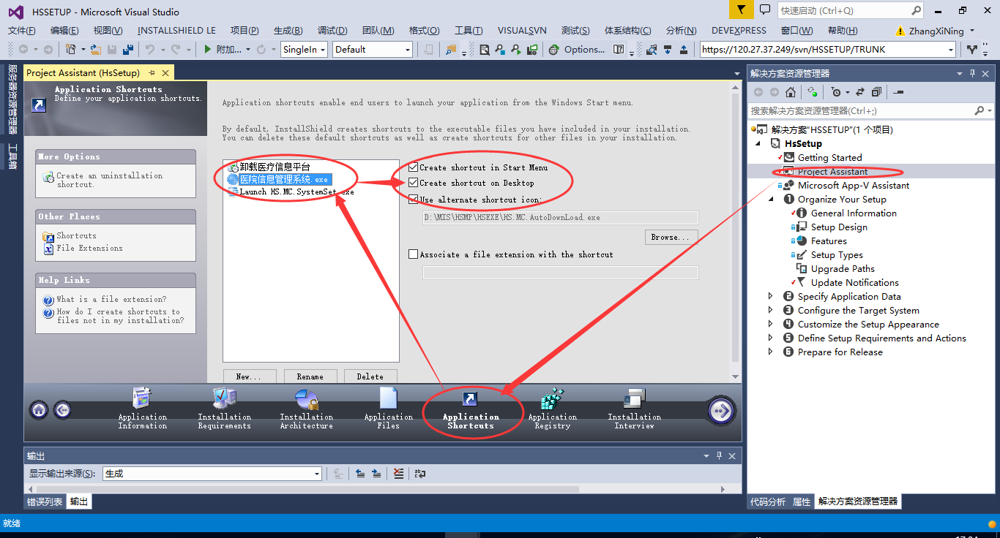 HSSETUP - Microsoft Visual Studio
快速启动 (Ctrl+Q)
文件(F) 编辑(E) 视图(V) INSTALLSHIELD LE 项目(P) 生成(B) 调试(D) 团队(M) 格式(O) 工具(T) VISUALSVN 测试(S) 体系结构(C) 分析(N) DEVEXPRESS 窗口(W) 帮助(H) ZhangXiNing
附加... SingleIn Default Options... https://120.27.37.249/svn/HSSETUP/TRUNK
服务器资源管理器
工具箱
Project Assistant (HsSetup)
Application Shortcuts
Define your application shortcuts.
More Options
Create an uninstallation
shortcut.
Other Places
Shortcuts
File Extensions
Help Links
What is a file extension?
How do I create shortcuts to
files not in my installation?
Application shortcuts enable end users to launch your application from the Windows Start menu.
By default, InstallShield creates shortcuts to the executable files you have included in your installation.
You can delete these default shortcuts as well as create shortcuts for other files in your installation.
卸载医疗信息平台
医院信息管理系统.exe
Launch HS.MC.SystemSet.exe
New... Rename Delete
Create shortcut in Start Menu
Create shortcut on Desktop
Use alternate shortcut icon:
D:\MIS\HSMP\HSEXE\HS.MC.AutoDownLoad.exe
Browse...
Associate a file extension with the shortcut
Application
Information
Installation
Requirements
Installation
Architecture
Application
Files
Application
Shortcuts
Application
Registry
Installation
Interview
输出
显示输出来源(S): 生成
错误列表 输出
解决方案资源管理器
搜索解决方案资源管理器(Ctrl+;)
解决方案"HSSETUP"(1 个项目)
HsSetup
Getting Started
Project Assistant
Microsoft App-V Assistant
1 Organize Your Setup
General Information
Setup Design
Features
Setup Types
Upgrade Paths
Update Notifications
2 Specify Application Data
3 Configure the Target System
4 Customize the Setup Appearance
5 Define Setup Requirements and Actions
6 Prepare for Release
代码分析 属性 解决方案资源管理器
就绪